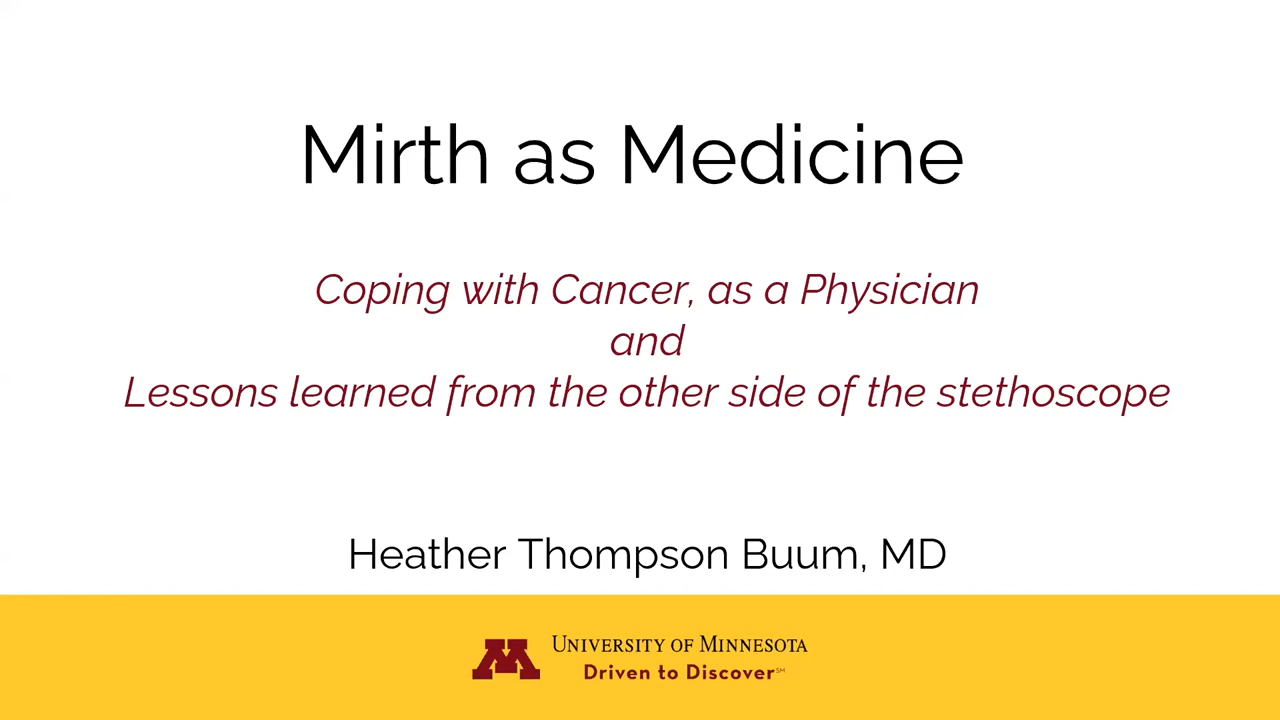 Mirth as Medicine
Coping with Cancer, as a Physician
and
Lessons learned from the other side of the stethoscope
Heather Thompson Buum, MD
M
UNIVERSITY OF MINNESOTA
Driven to Discover℠